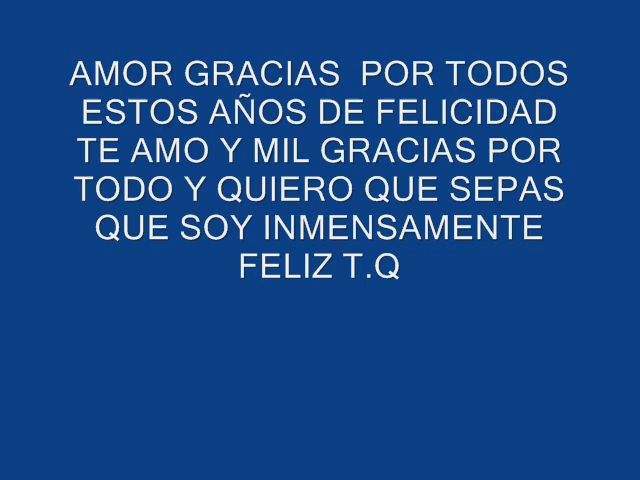 AMOR GRACIAS  POR TODOS
ESTOS AÑOS DE FELICIDAD
TE AMO Y MIL GRACIAS POR
TODO Y QUIERO QUE SEPAS
QUE SOY INMENSAMENTE
FELIZ T.Q